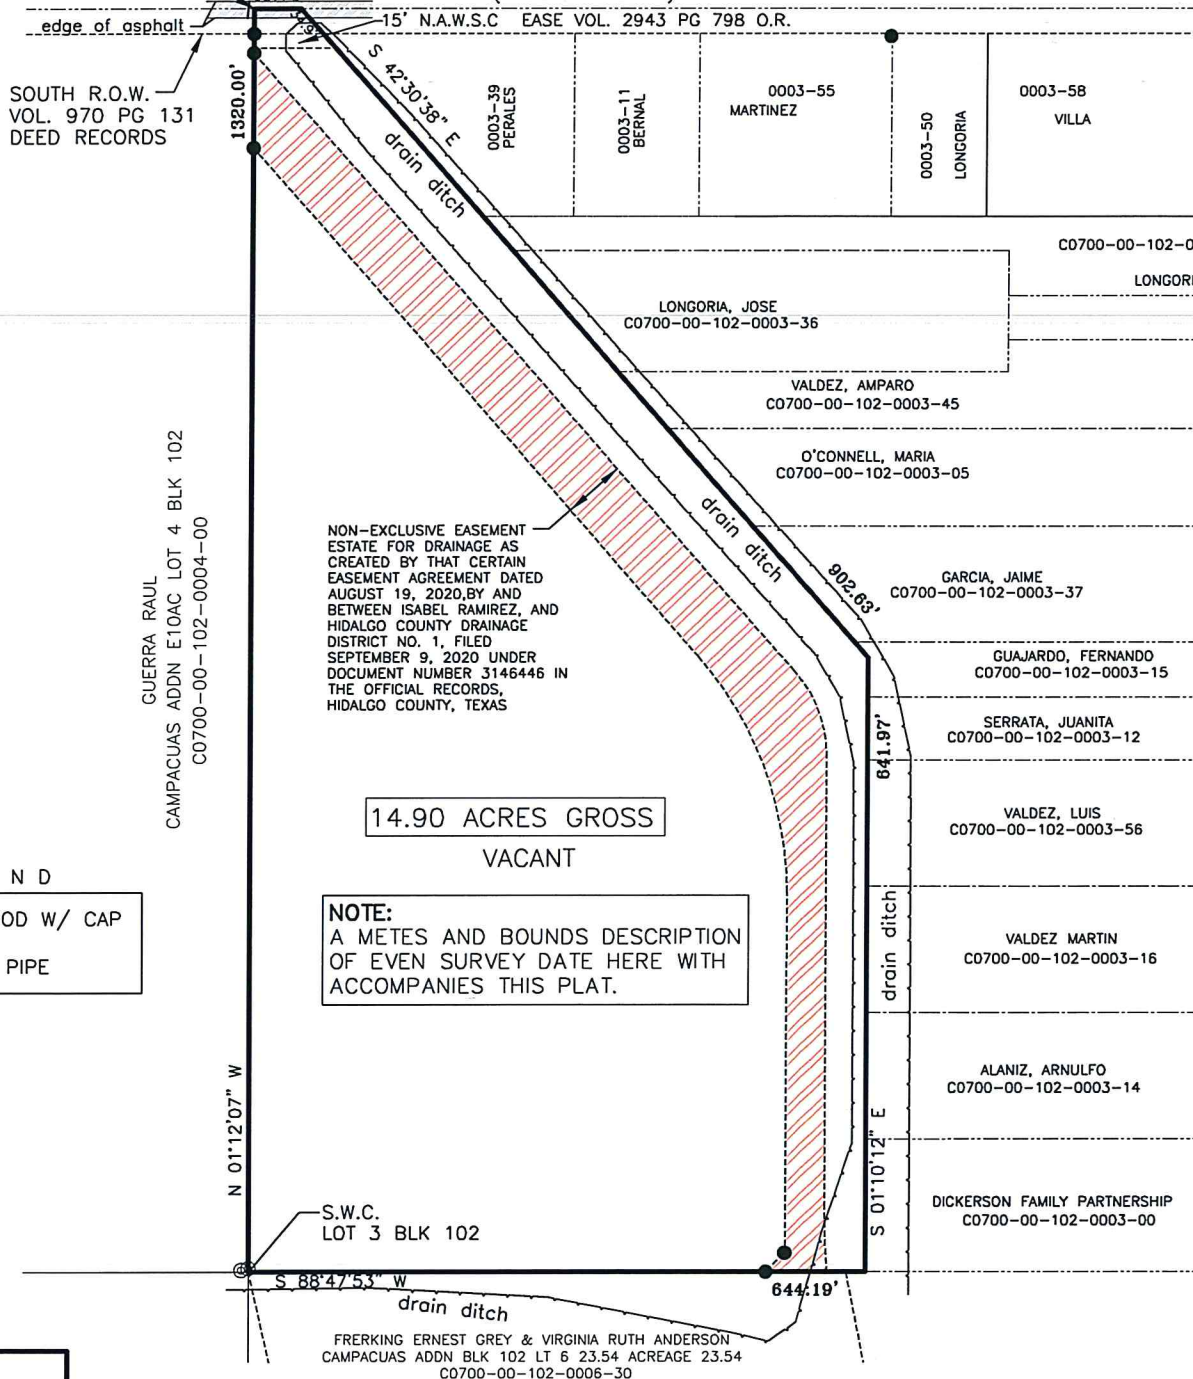 edge of asphalt
15' N.A.W.S.C EASE VOL. 2943 PG 798 O.R.
SOUTH R.O.W.
VOL. 970 PG 131
DEED RECORDS
1320.00'
S 42°30'38" E
drain ditch
0003-39
PERALES
0003-11
BERNAL
0003-55
MARTINEZ
0003-50
LONGORIA
0003-58
VILLA
C0700-00-102-0
LONGORI
LONGORIA, JOSE
C0700-00-102-0003-36
VALDEZ, AMPARO
C0700-00-102-0003-45
O'CONNELL, MARIA
C0700-00-102-0003-05
drain ditch
902.63'
GARCIA, JAIME
C0700-00-102-0003-37
GUAJARDO, FERNANDO
C0700-00-102-0003-15
SERRATA, JUANITA
C0700-00-102-0003-12
641.97'
VALDEZ, LUIS
C0700-00-102-0003-56
VALDEZ MARTIN
C0700-00-102-0003-16
drain ditch
ALANIZ, ARNULFO
C0700-00-102-0003-14
S 01°10'12" E
DICKERSON FAMILY PARTNERSHIP
C0700-00-102-0003-00
GUERRA RAUL
CAMPACUAS ADDN E10AC LOT 4 BLK 102
C0700-00-102-0004-00
NON-EXCLUSIVE EASEMENT
ESTATE FOR DRAINAGE AS
CREATED BY THAT CERTAIN
EASEMENT AGREEMENT DATED
AUGUST 19, 2020,BY AND
BETWEEN ISABEL RAMIREZ, AND
HIDALGO COUNTY DRAINAGE
DISTRICT NO. 1, FILED
SEPTEMBER 9, 2020 UNDER
DOCUMENT NUMBER 3146446 IN
THE OFFICIAL RECORDS,
HIDALGO COUNTY, TEXAS
14.90 ACRES GROSS
VACANT
NOTE:
A METES AND BOUNDS DESCRIPTION
OF EVEN SURVEY DATE HERE WITH
ACCOMPANIES THIS PLAT.
N D
OD W/ CAP
PIPE
N 01°12'07" W
S.W.C.
LOT 3 BLK 102
S 88°47'53" W
644.19'
drain ditch
FRERKING ERNEST GREY & VIRGINIA RUTH ANDERSON
CAMPACUAS ADDN BLK 102 LT 6 23.54 ACREAGE 23.54
C0700-00-102-0006-30